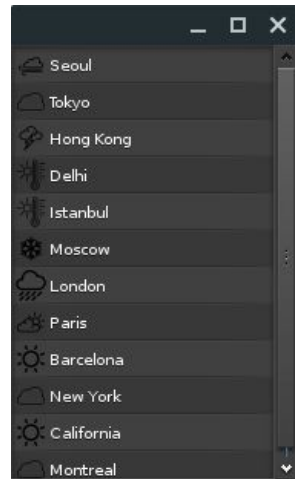 Seoul
Tokyo
Hong Kong
Delhi
Istanbul
Moscow
London
Paris
Barcelona
New York
California
Montreal